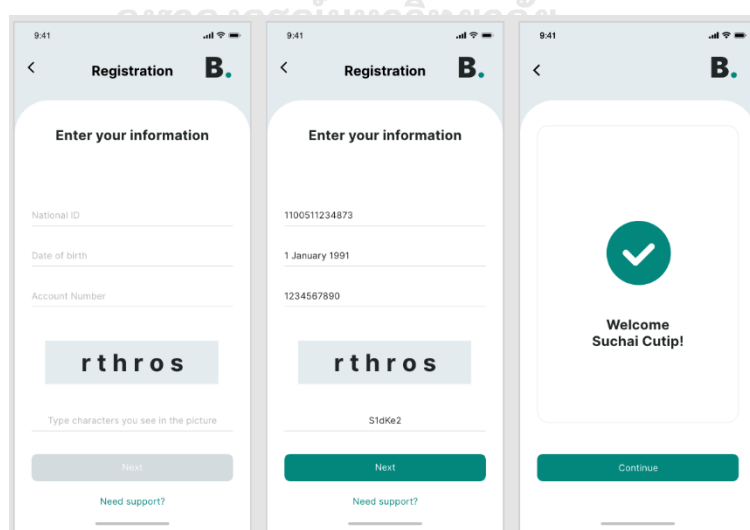 9:41
B.
Registration
Enter your information
National ID
Date of birth
Account Number
rthros
Type characters you see in the picture
Next
Need support?
9:41
B.
Registration
Enter your information
1100511234873
1 January 1991
1234567890
rthros
S1dKe2
Next
Need support?
9:41
B.
Welcome
Suchai Cutip!
Continue